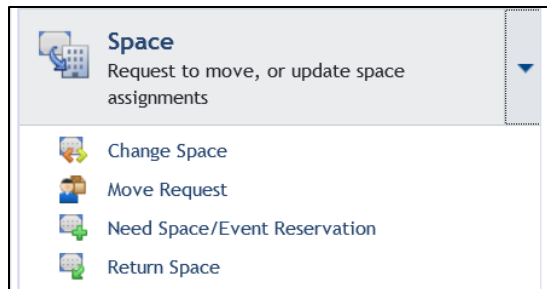 Space
Request to move, or update space
assignments
Change Space
Move Request
Need Space/Event Reservation
Return Space